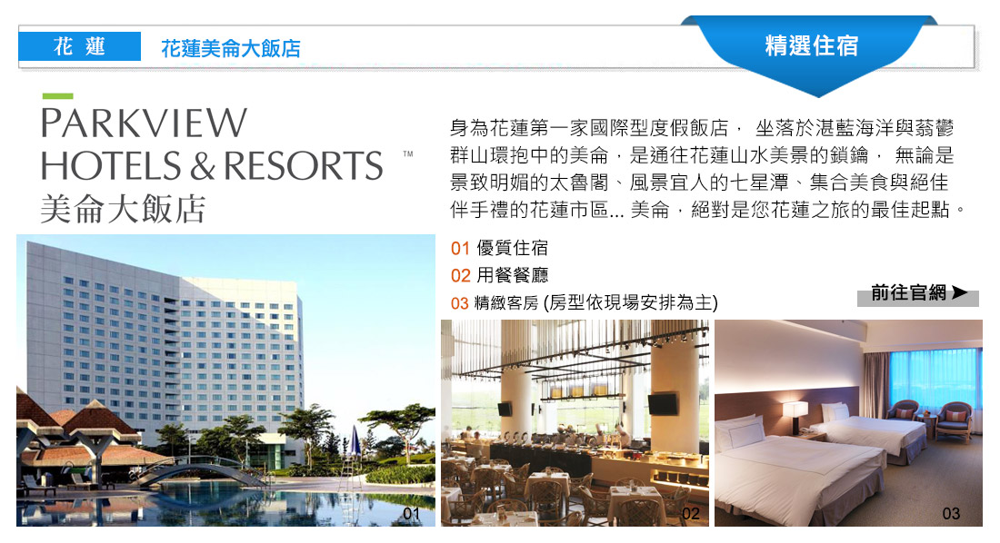 花蓮
花蓮美侖大飯店
精選住宿
PARKVIEW
HOTELS & RESORTS ™
美侖大飯店
身為花蓮第一家國際型度假飯店， 坐落於湛藍海洋與蓊鬱
群山環抱中的美侖，是通往花蓮山水美景的鎖鑰， 無論是
景致明媚的太魯閣、風景宜人的七星潭、集合美食與絕佳
伴手禮的花蓮市區... 美侖，絕對是您花蓮之旅的最佳起點。
01 優質住宿
02 用餐餐廳
03 精緻客房 (房型依現場安排為主)
前往官網➤
01
02
03